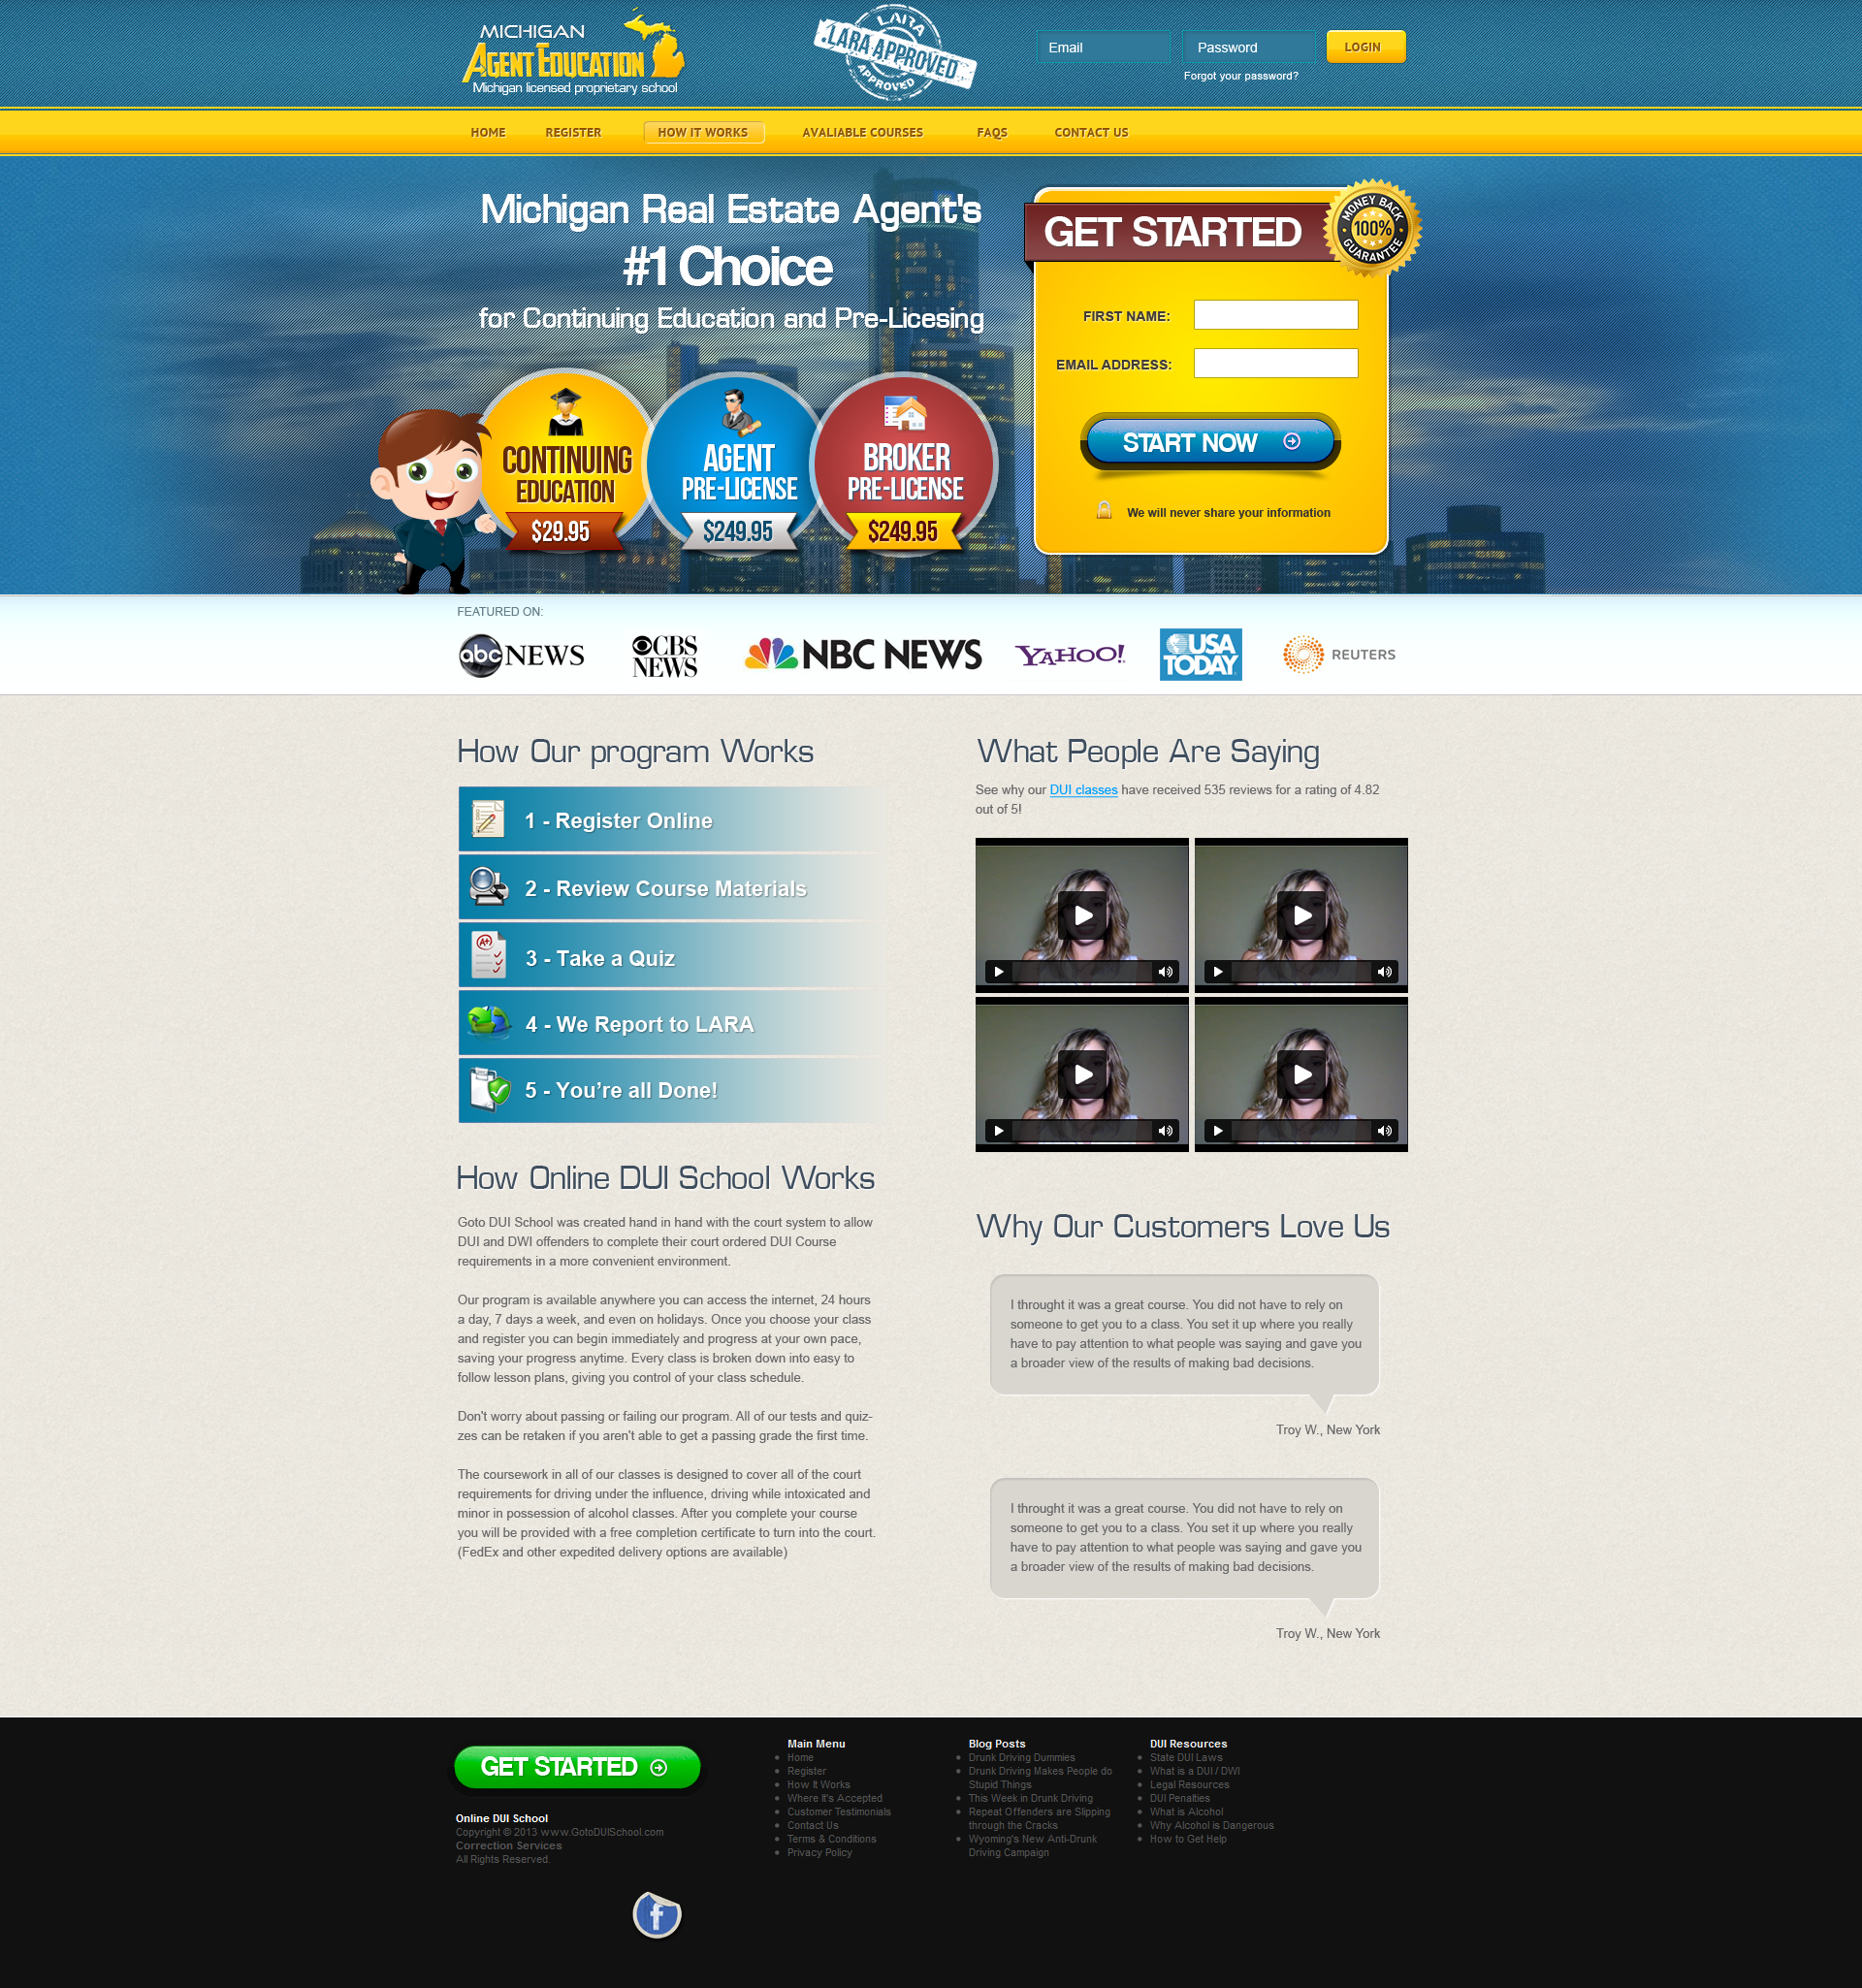 MICHIGAN
AGENT EDUCATION
Michigan licensed proprietary school
LARA
LARA APPROVED
APPROVED
Email
Password
LOGIN
Forgot your password?
HOME
REGISTER
HOW IT WORKS
AVALIABLE COURSES
FAQS
CONTACT US
Michigan Real Estate Agent's
#1 Choice
for Continuing Education and Pre-Licesing
CONTINUING
EDUCATION
$29.95
AGENT
PRE-LICENSE
$249.95
BROKER
PRE-LICENSE
$249.95
GET STARTED
MONEY BACK
100%
GUARANTEE
FIRST NAME:
EMAIL ADDRESS:
START NOW
We will never share your information
FEATURED ON:
abc NEWS
CBS
NEWS
NBC NEWS
YAHOO!
USA
TODAY
REUTERS
How Our program Works
1 - Register Online
2 - Review Course Materials
A+
3 - Take a Quiz
4 - We Report to LARA
5 - You’re all Done!
What People Are Saying
See why our DUI classes have received 535 reviews for a rating of 4.82
out of 5!
How Online DUI School Works
Goto DUI School was created hand in hand with the court system to allow
DUI and DWI offenders to complete their court ordered DUI Course
requirements in a more convenient environment.
Our program is available anywhere you can access the internet, 24 hours
a day, 7 days a week, and even on holidays. Once you choose your class
and register you can begin immediately and progress at your own pace,
saving your progress anytime. Every class is broken down into easy to
follow lesson plans, giving you control of your class schedule.
Don't worry about passing or failing our program. All of our tests and quiz-
zes can be retaken if you aren't able to get a passing grade the first time.
The coursework in all of our classes is designed to cover all of the court
requirements for driving under the influence, driving while intoxicated and
minor in possession of alcohol classes. After you complete your course
you will be provided with a free completion certificate to turn into the court.
(FedEx and other expedited delivery options are available)
Why Our Customers Love Us
I throught it was a great course. You did not have to rely on
someone to get you to a class. You set it up where you really
have to pay attention to what people was saying and gave you
a broader view of the results of making bad decisions.
Troy W., New York
I throught it was a great course. You did not have to rely on
someone to get you to a class. You set it up where you really
have to pay attention to what people was saying and gave you
a broader view of the results of making bad decisions.
Troy W., New York
GET STARTED
Online DUI School
Copyright © 2013 www.GotoDUISchool.com
Correction Services
All Rights Reserved.
f
Main Menu
Home
Register
How It Works
Where It's Accepted
Customer Testimonials
Contact Us
Terms & Conditions
Privacy Policy
Blog Posts
Drunk Driving Dummies
Drunk Driving Makes People do
Stupid Things
This Week in Drunk Driving
Repeat Offenders are Slipping
through the Cracks
Wyoming's New Anti-Drunk
Driving Campaign
DUI Resources
State DUI Laws
What is a DUI / DWI
Legal Resources
DUI Penalties
What is Alcohol
Why Alcohol is Dangerous
How to Get Help